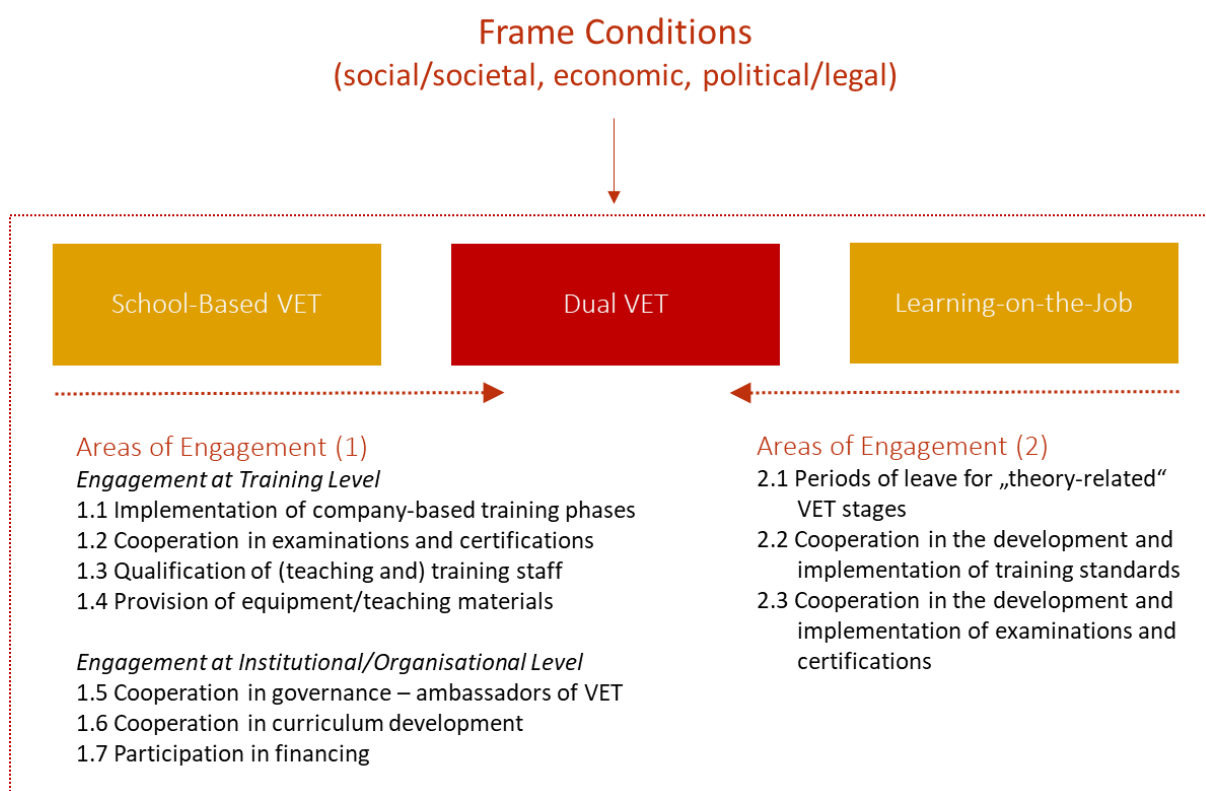 Frame Conditions
(social/societal, economic, political/legal)
School-Based VET
Dual VET
Learning-on-the-Job
Areas of Engagement (1)
Engagement at Training Level
1.1 Implementation of company-based training phases
1.2 Cooperation in examinations and certifications
1.3 Qualification of (teaching and) training staff
1.4 Provision of equipment/teaching materials
Engagement at Institutional/Organisational Level
1.5 Cooperation in governance – ambassadors of VET
1.6 Cooperation in curriculum development
1.7 Participation in financing
Areas of Engagement (2)
2.1 Periods of leave for „theory-related“
VET stages
2.2 Cooperation in the development and
implementation of training standards
2.3 Cooperation in the development and
implementation of examinations and
certifications